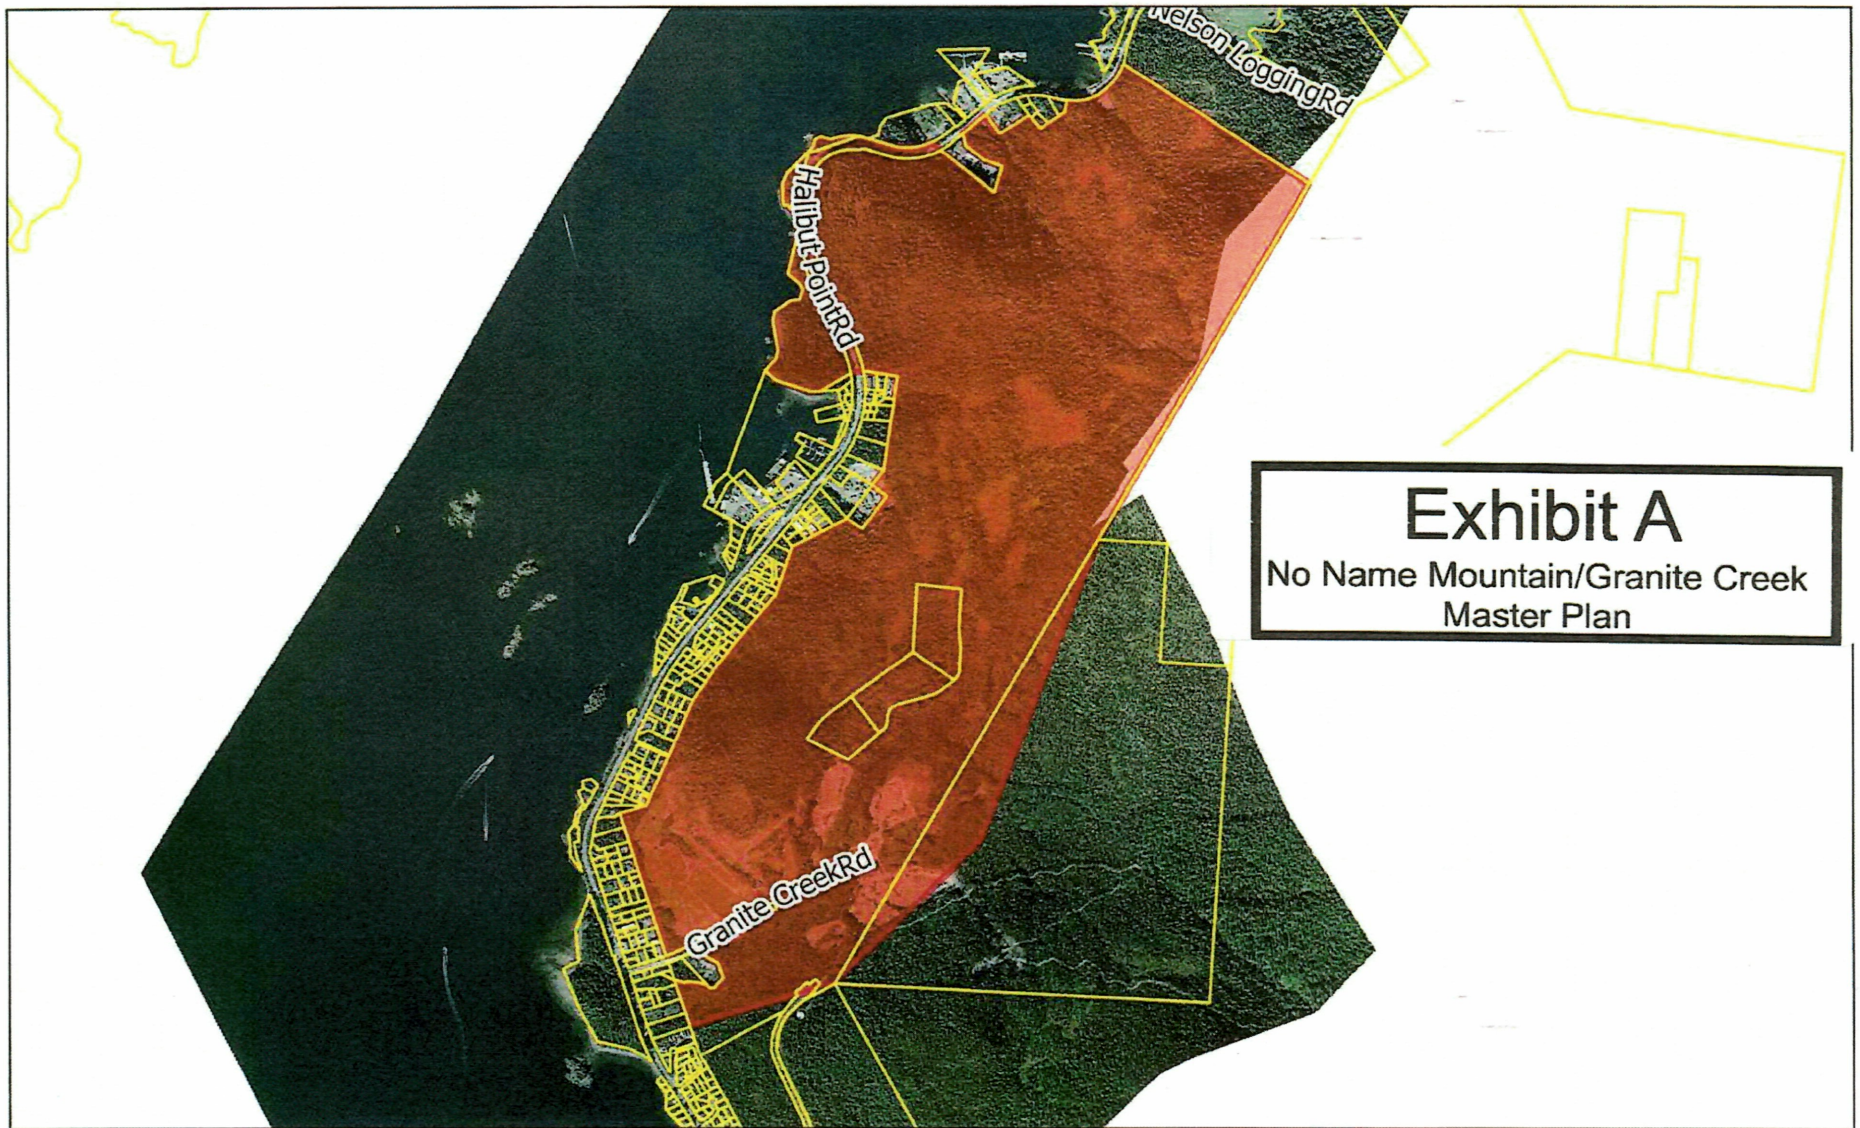 Nelson LoggingRd
Halibut PointRd
Exhibit A
No Name Mountain/Granite Creek
Master Plan
Granite CreekRd